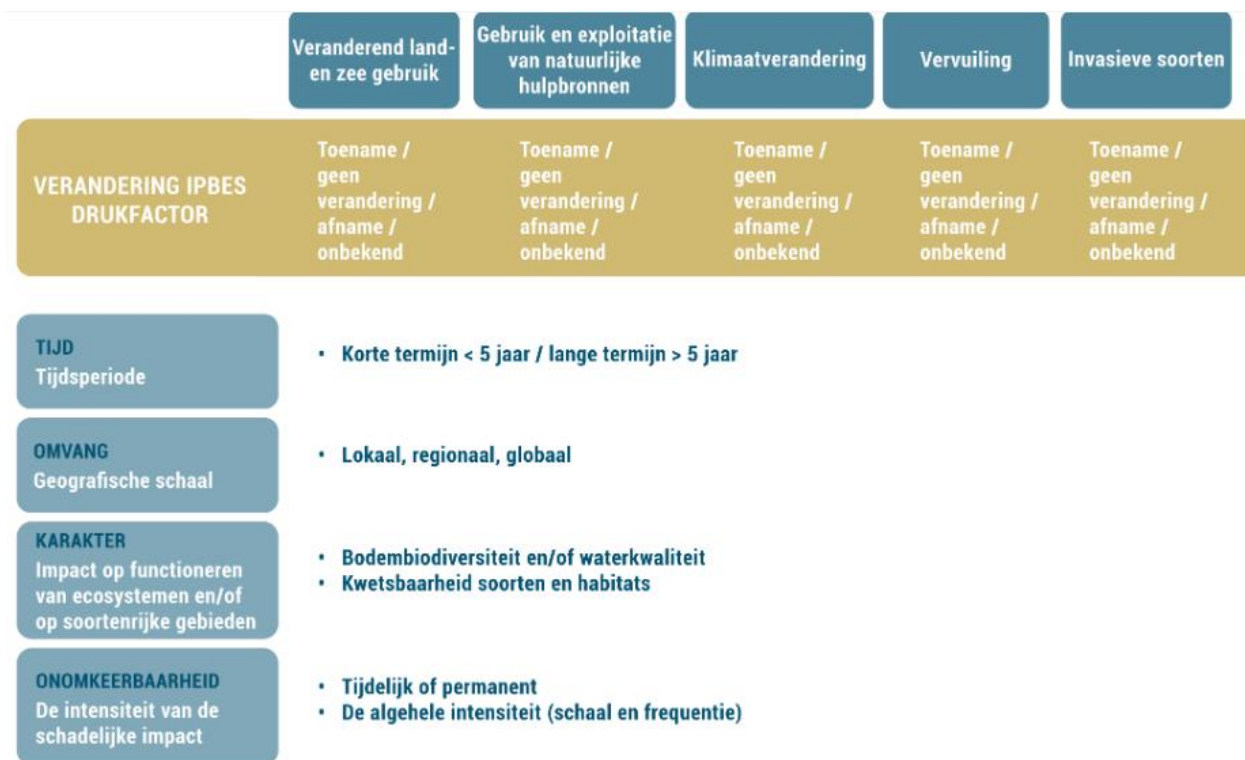 Veranderend land-
en zee gebruik
Gebruik en exploitatie
van natuurlijke
hulpbronnen
Klimaatverandering
Vervuiling
Invasieve soorten
VERANDERING IPBES
DRUKFACTOR
Toename /
geen
verandering /
afname /
onbekend
Toename /
geen
verandering /
afname /
onbekend
Toename /
geen
verandering /
afname /
onbekend
Toename /
geen
verandering /
afname /
onbekend
Toename /
geen
verandering /
afname /
onbekend
TIJD
Tijdsperiode
• Korte termijn < 5 jaar / lange termijn > 5 jaar
OMVANG
Geografische schaal
• Lokaal, regionaal, globaal
KARAKTER
Impact op functioneren
van ecosystemen en/of
op soortenrijke gebieden
• Bodembiodiversiteit en/of waterkwaliteit
• Kwetsbaarheid soorten en habitats
ONOMKEERBAARHEID
De intensiteit van de
schadelijke impact
• Tijdelijk of permanent
• De algehele intensiteit (schaal en frequentie)